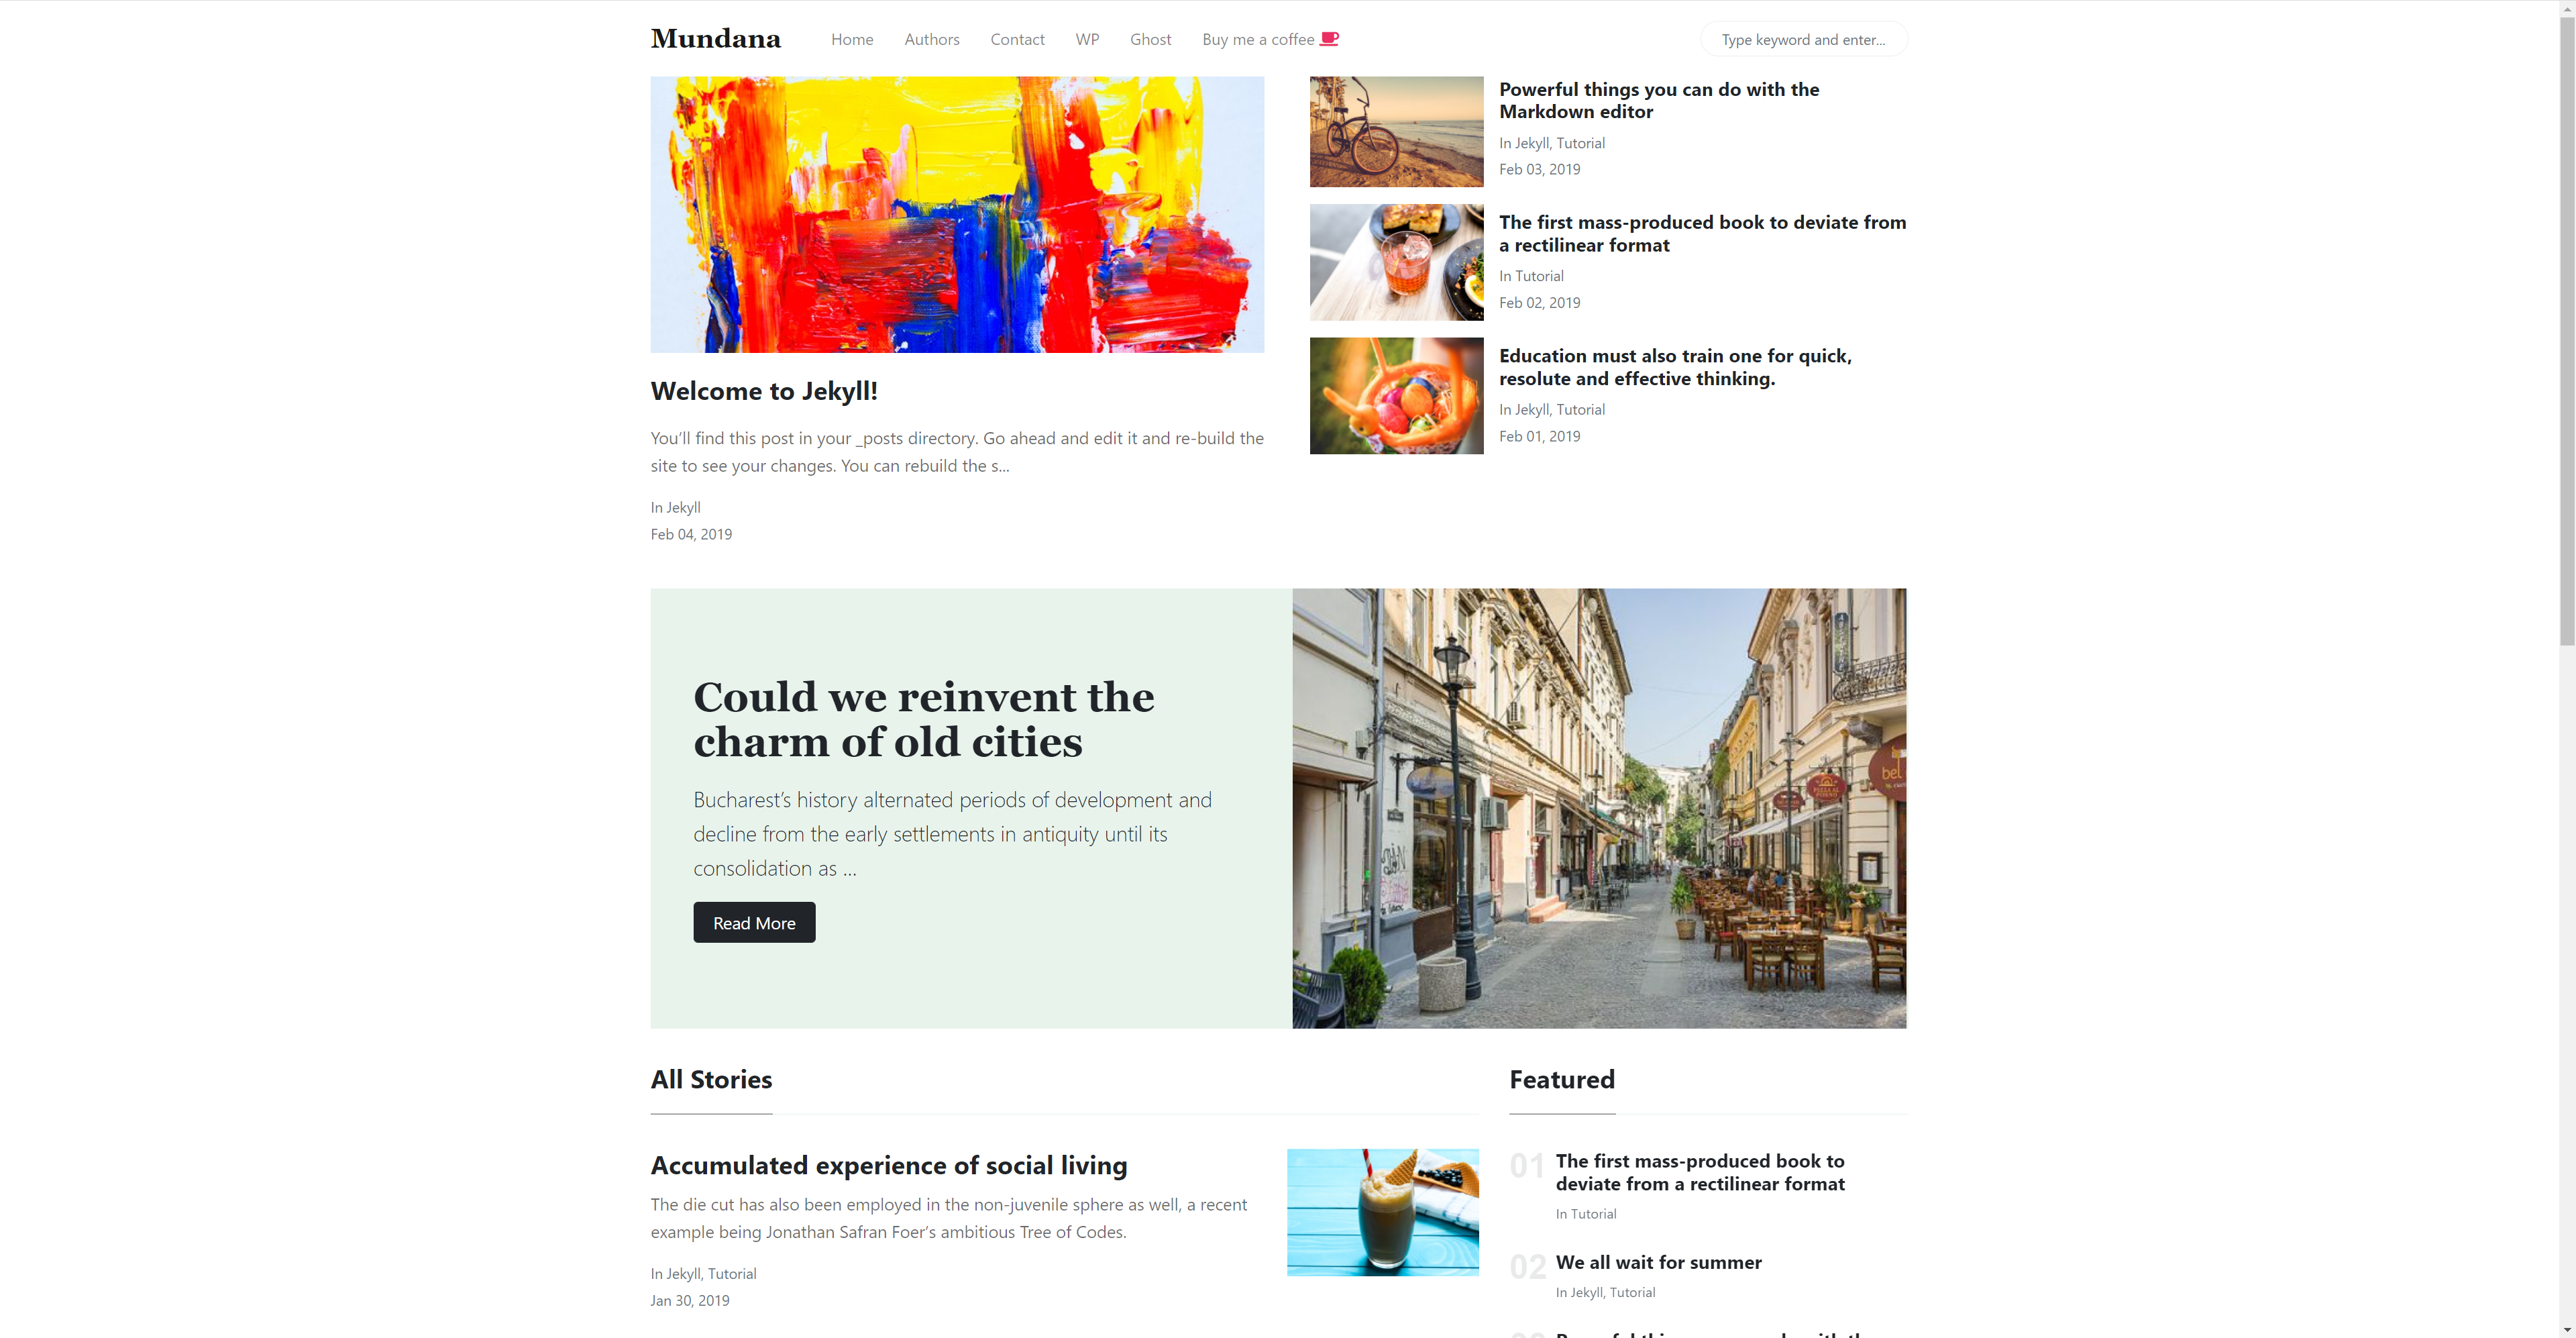 Mundana
Home
Authors
Contact
WP
Ghost
Buy me a coffee
Type keyword and enter...
Welcome to Jekyll!
You’ll find this post in your _posts directory. Go ahead and edit it and re-build the
site to see your changes. You can rebuild the s...
In Jekyll
Feb 04, 2019
Powerful things you can do with the
Markdown editor
In Jekyll, Tutorial
Feb 03, 2019
The first mass-produced book to deviate from
a rectilinear format
In Tutorial
Feb 02, 2019
Education must also train one for quick,
resolute and effective thinking.
In Jekyll, Tutorial
Feb 01, 2019
Could we reinvent the
charm of old cities
Bucharest’s history alternated periods of development and
decline from the early settlements in antiquity until its
consolidation as ...
Read More
bel
All Stories
Accumulated experience of social living
The die cut has also been employed in the non-juvenile sphere as well, a recent
example being Jonathan Safran Foer’s ambitious Tree of Codes.
In Jekyll, Tutorial
Jan 30, 2019
Featured
01
The first mass-produced book to
deviate from a rectilinear format
In Tutorial
02
We all wait for summer
In Jekyll, Tutorial